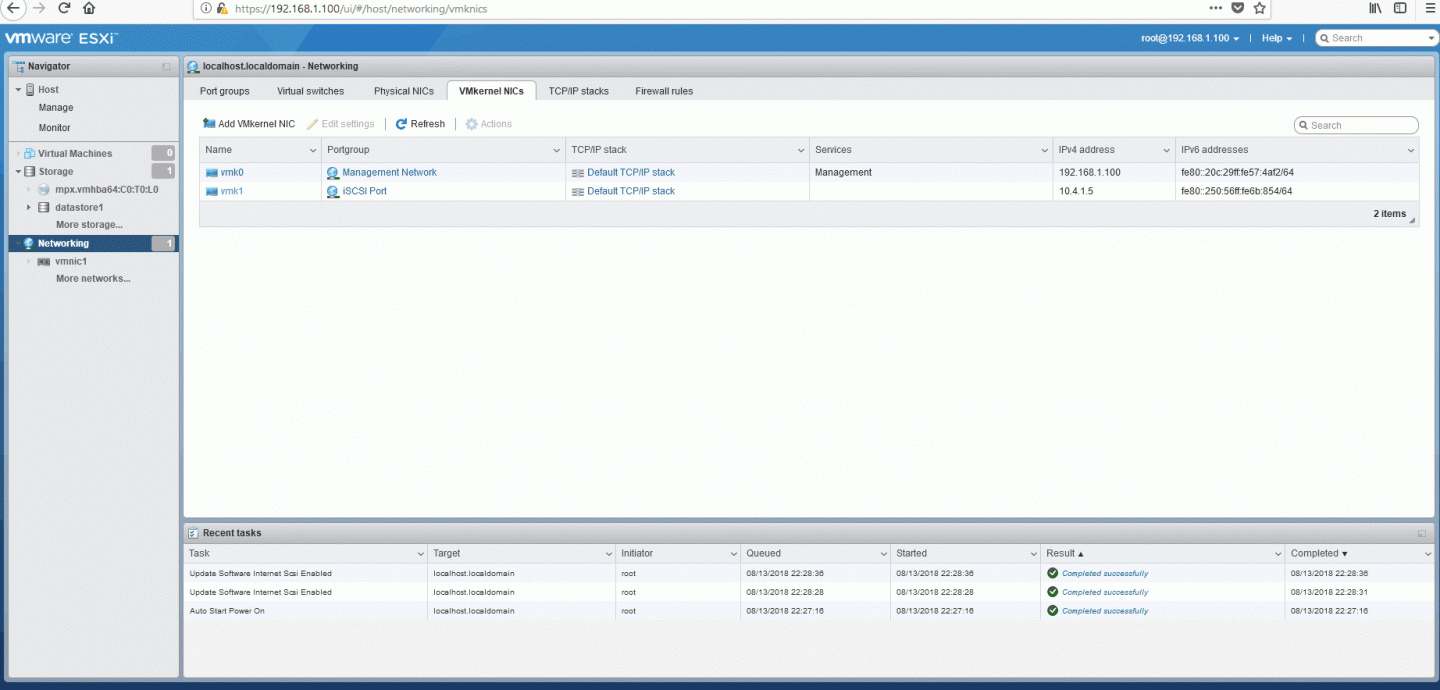 https://192.168.1.100/ui/#/host/networking/vmknics
vmware ESXi™
root@192.168.1.100 | Help | Search
Navigator
Host
Manage
Monitor
Virtual Machines 0
Storage 1
mpx.vmhba64:C0:T0:L0
datastore1
More storage...
Networking 1
vmnic1
More networks...
localhost.localdomain - Networking
Port groups Virtual switches Physical NICs VMkernel NICs TCP/IP stacks Firewall rules
Add VMkernel NIC Edit settings | Refresh | Actions Search
Name Portgroup TCP/IP stack Services IPv4 address IPv6 addresses
vmk0 Management Network Default TCP/IP stack Management 192.168.1.100 fe80::20c:29ff:fe57:4af2/64
vmk1 iSCSI Port Default TCP/IP stack 10.4.1.5 fe80::250:56ff:fe6b:854/64
2 items
Recent tasks
Task Target Initiator Queued Started Result Completed
Update Software Internet Scsi Enabled localhost.localdomain root 08/13/2018 22:28:36 08/13/2018 22:28:36 Completed successfully 08/13/2018 22:28:36
Update Software Internet Scsi Enabled localhost.localdomain root 08/13/2018 22:28:28 08/13/2018 22:28:28 Completed successfully 08/13/2018 22:28:31
Auto Start Power On localhost.localdomain root 08/13/2018 22:27:16 08/13/2018 22:27:16 Completed successfully 08/13/2018 22:27:16